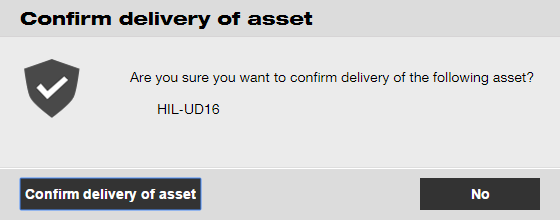 Confirm delivery of asset
Are you sure you want to confirm delivery of the following asset?
HIL-UD16
Confirm delivery of asset
No